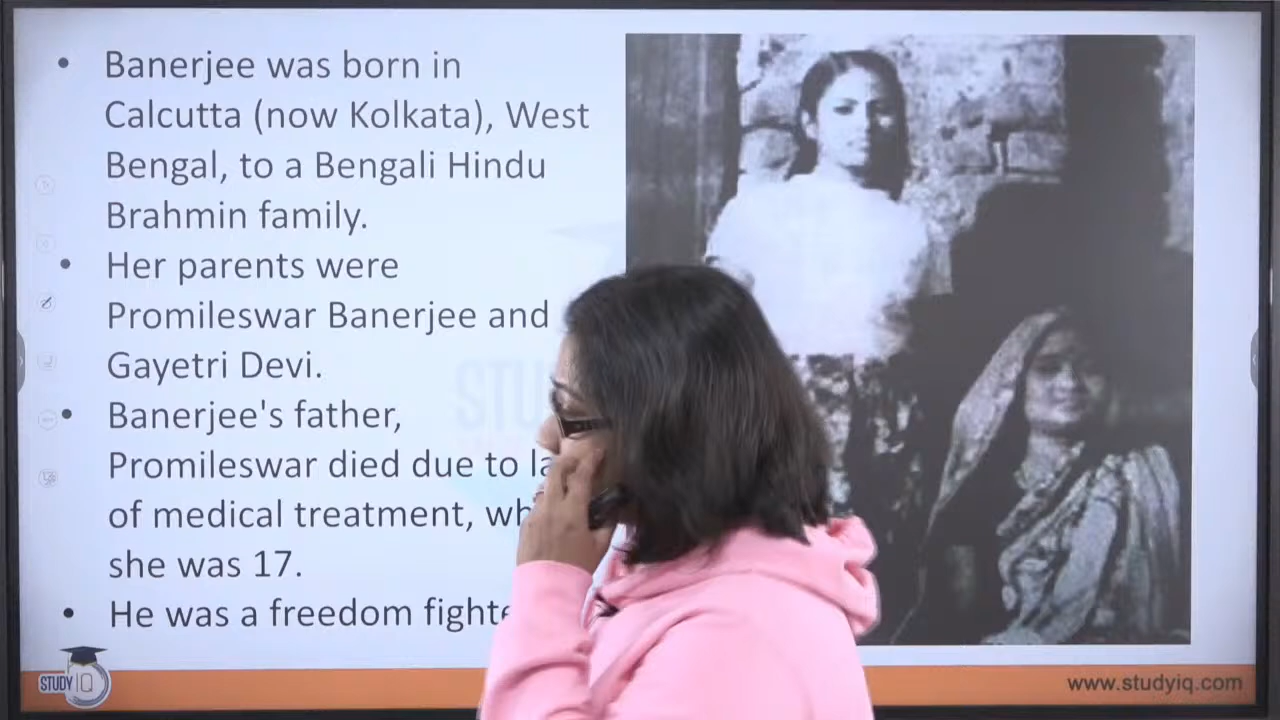 Banerjee was born in
Calcutta (now Kolkata), West
Bengal, to a Bengali Hindu
Brahmin family.
Her parents were
Promileswar Banerjee and
Gayetri Devi.
Banerjee's father,
Promileswar died due to
of medical treatment,
she was 17.
He was a freedom
STUDY IQ
www.studyiq.com